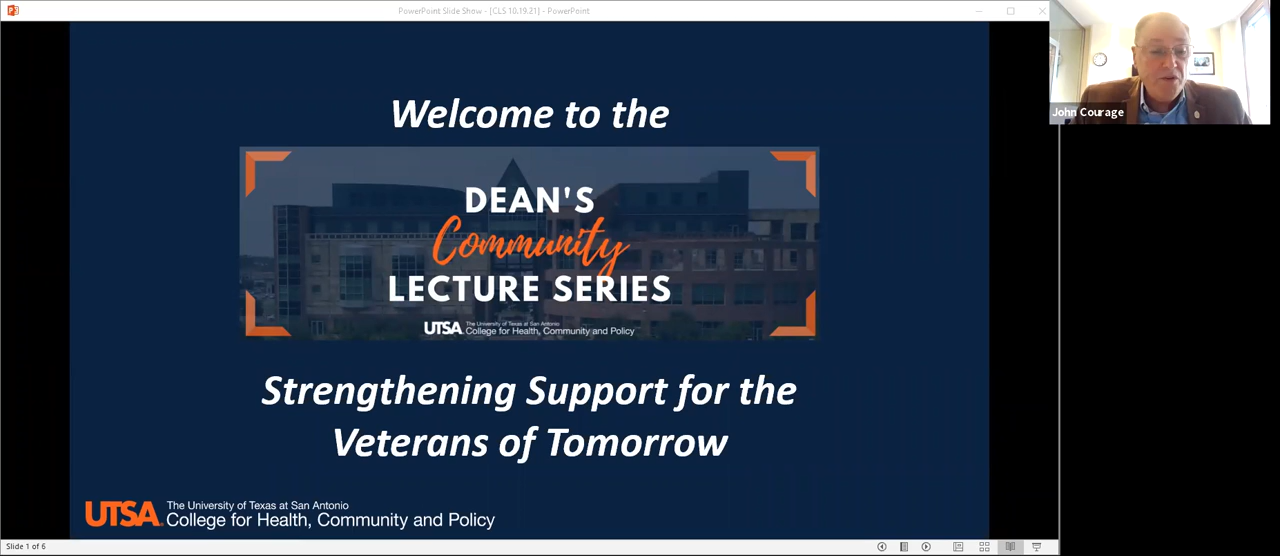 PowerPoint Slide Show - [CLS 10.19.21] - PowerPoint
John Courage
Welcome to the
DEAN'S
Community
LECTURE SERIES
UTSA The University of Texas at San Antonio
College for Health, Community and Policy
Strengthening Support for the
Veterans of Tomorrow
UTSA The University of Texas at San Antonio
College for Health, Community and Policy
Slide 1 of 6